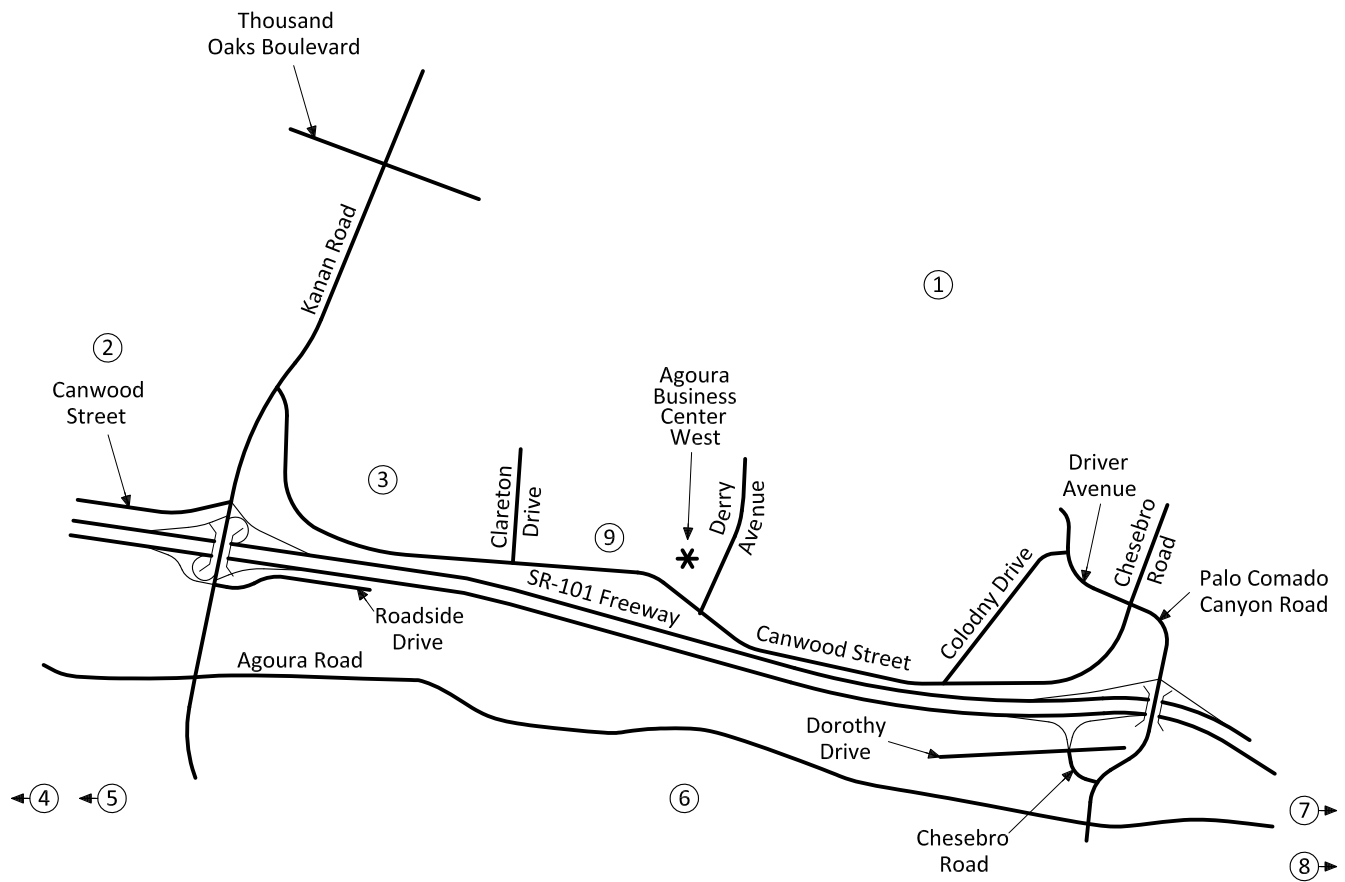 Thousand
Oaks Boulevard
Kanan Road
1
2
Canwood
Street
Agoura
Business
Center
West
3
Clareton
Drive
9
Derry
Avenue
Driver
Avenue
Chesebro
Road
Colodny Drive
Palo Comado
Canyon Road
SR-101 Freeway
Roadside
Drive
Canwood Street
Agoura Road
Dorothy
Drive
4
5
6
7
Chesebro
Road
8